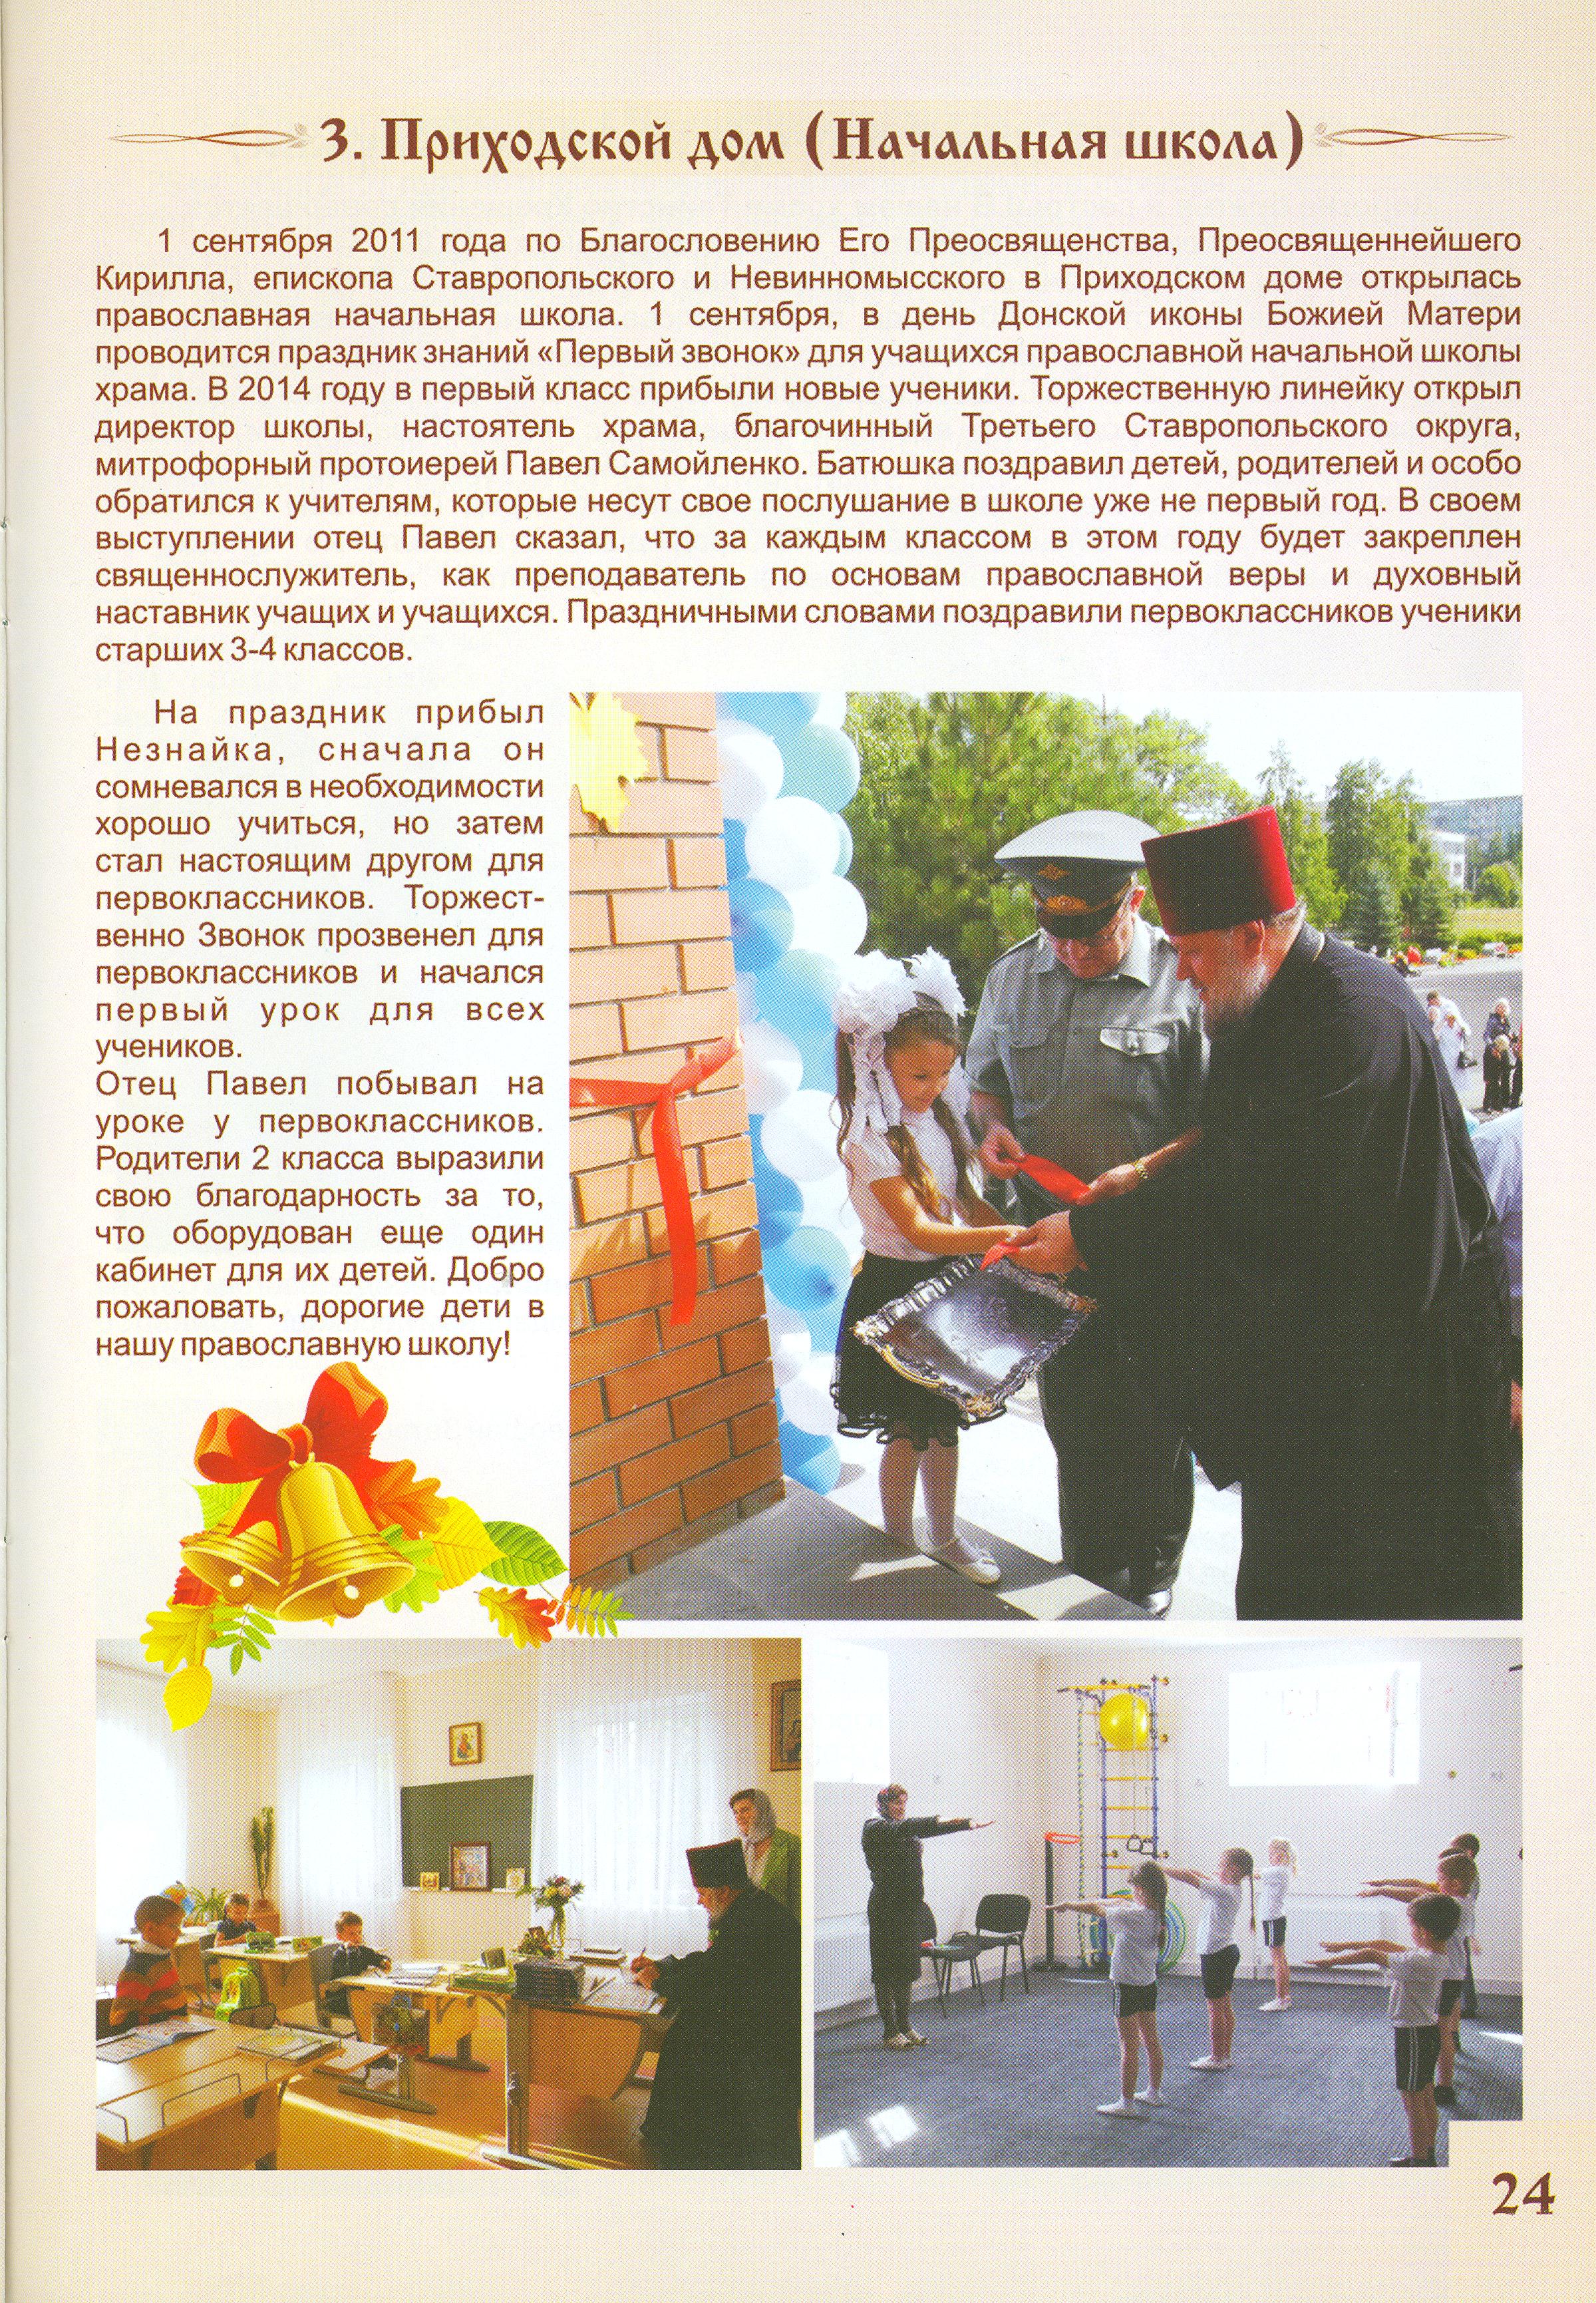 3. Приходской дом (Начальная школа)
1 сентября 2011 года по Благословению Его Преосвященства, Преосвященнейшего
Кирилла, епископа Ставропольского и Невинномысского в Приходском доме открылась
православная начальная школа. 1 сентября, в день Донской иконы Божией Матери
проводится праздник знаний «Первый звонок» для учащихся православной начальной школы
храма. В 2014 году в первый класс прибыли новые ученики. Торжественную линейку открыл
директор школы, настоятель храма, благочинный Третьего Ставропольского округа,
митрофорный протоиерей Павел Самойленко. Батюшка поздравил детей, родителей и особо
обратился к учителям, которые несут свое послушание в школе уже не первый год. В своем
выступлении отец Павел сказал, что за каждым классом в этом году будет закреплен
священнослужитель, как преподаватель по основам православной веры и духовный
наставник учащих и учащихся. Праздничными словами поздравили первоклассников ученики
старших 3-4 классов.
На праздник прибыл
Незнайка, сначала он
сомневался в необходимости
хорошо учиться, но затем
стал настоящим другом для
первоклассников. Торжест-
венно Звонок прозвенел для
первоклассников и начался
первый урок для всех
учеников.
Отец Павел побывал на
уроке у первоклассников.
Родители 2 класса выразили
свою благодарность за то,
что оборудован еще один
кабинет для их детей. Добро
пожаловать, дорогие дети в
нашу православную школу!
24